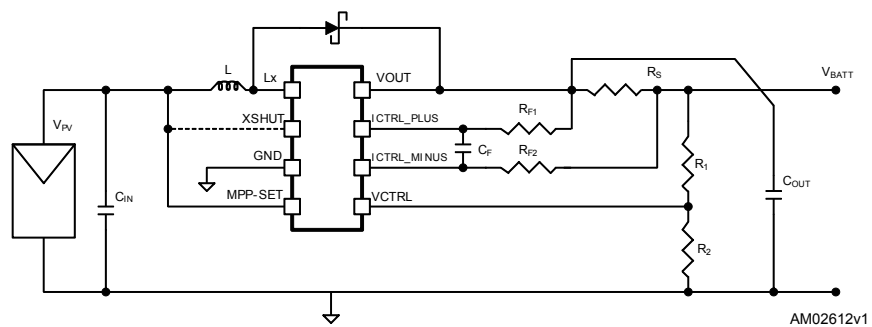 L
Lx
VOUT
RS
VBATT
XSHUT
ICTRL_PLUS
RF1
VPV
CF
GND
ICTRL_MINUS
RF2
R1
CIN
MPP-SET
VCTRL
COUT
R2
AM02612v1